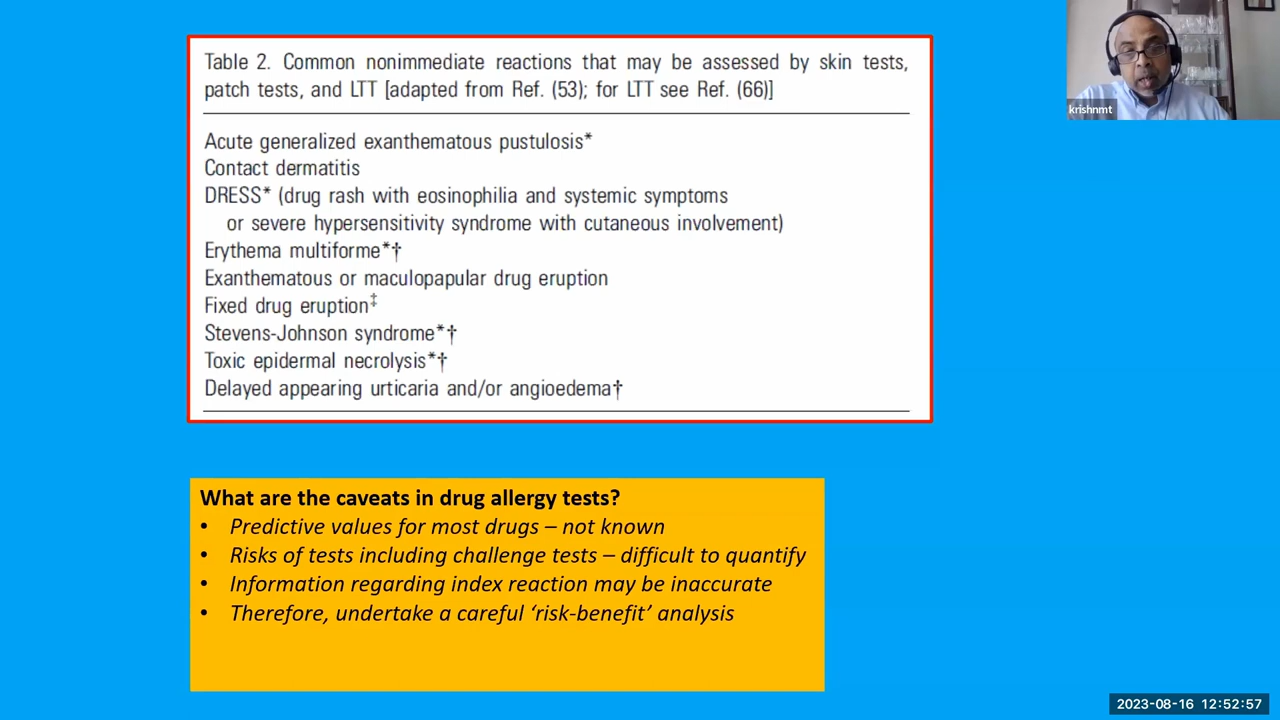 Table 2. Common nonimmediate reactions that may be assessed by skin tests,
patch tests, and LTT [adapted from Ref. (53); for LTT see Ref. (66)]
Acute generalized exanthematous pustulosis*
Contact dermatitis
DRESS* (drug rash with eosinophilia and systemic symptoms
or severe hypersensitivity syndrome with cutaneous involvement)
Erythema multiforme*†
Exanthematous or maculopapular drug eruption
Fixed drug eruption‡
Stevens-Johnson syndrome*†
Toxic epidermal necrolysis*†
Delayed appearing urticaria and/or angioedema†
What are the caveats in drug allergy tests?
• Predictive values for most drugs – not known
• Risks of tests including challenge tests – difficult to quantify
• Information regarding index reaction may be inaccurate
• Therefore, undertake a careful ‘risk-benefit’ analysis
krishnmt
2023-08-16 12:52:57